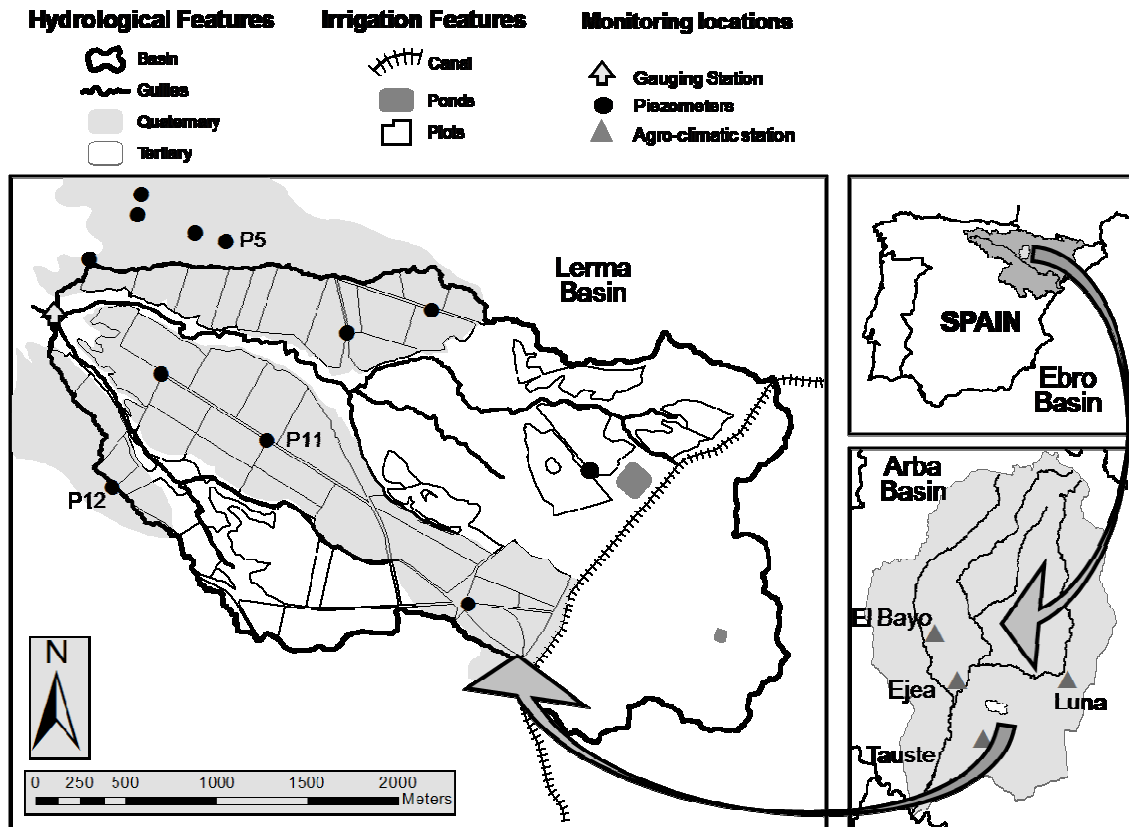 Hydrological Features
Irrigation Features
Monitoring locations
Basin
Gullies
Quaternary
Tertiary
Canal
Ponds
Plots
Gauging Station
Piezometers
Agro-climatic station
P5
Lerma
Basin
P11
P12
N
0 250 500 1000 1500 2000
Meters
SPAIN
Ebro
Basin
Arba
Basin
El Bayo
Ejea
Luna
Tauste